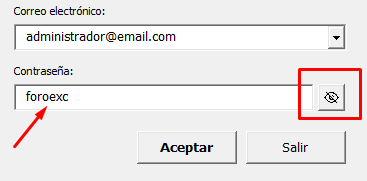 Correo electrónico:
administrador@email.com
Contraseña:
foroexc
Aceptar
Salir